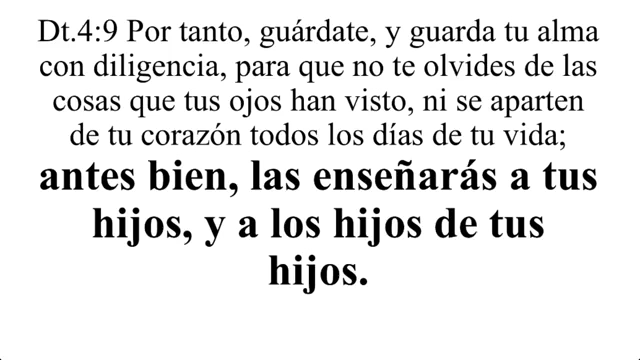 Dt.4:9 Por tanto, guárdate, y guarda tu alma
con diligencia, para que no te olvides de las
cosas que tus ojos han visto, ni se aparten
de tu corazón todos los días de tu vida;
antes bien, las enseñarás a tus
hijos, y a los hijos de tus
hijos.